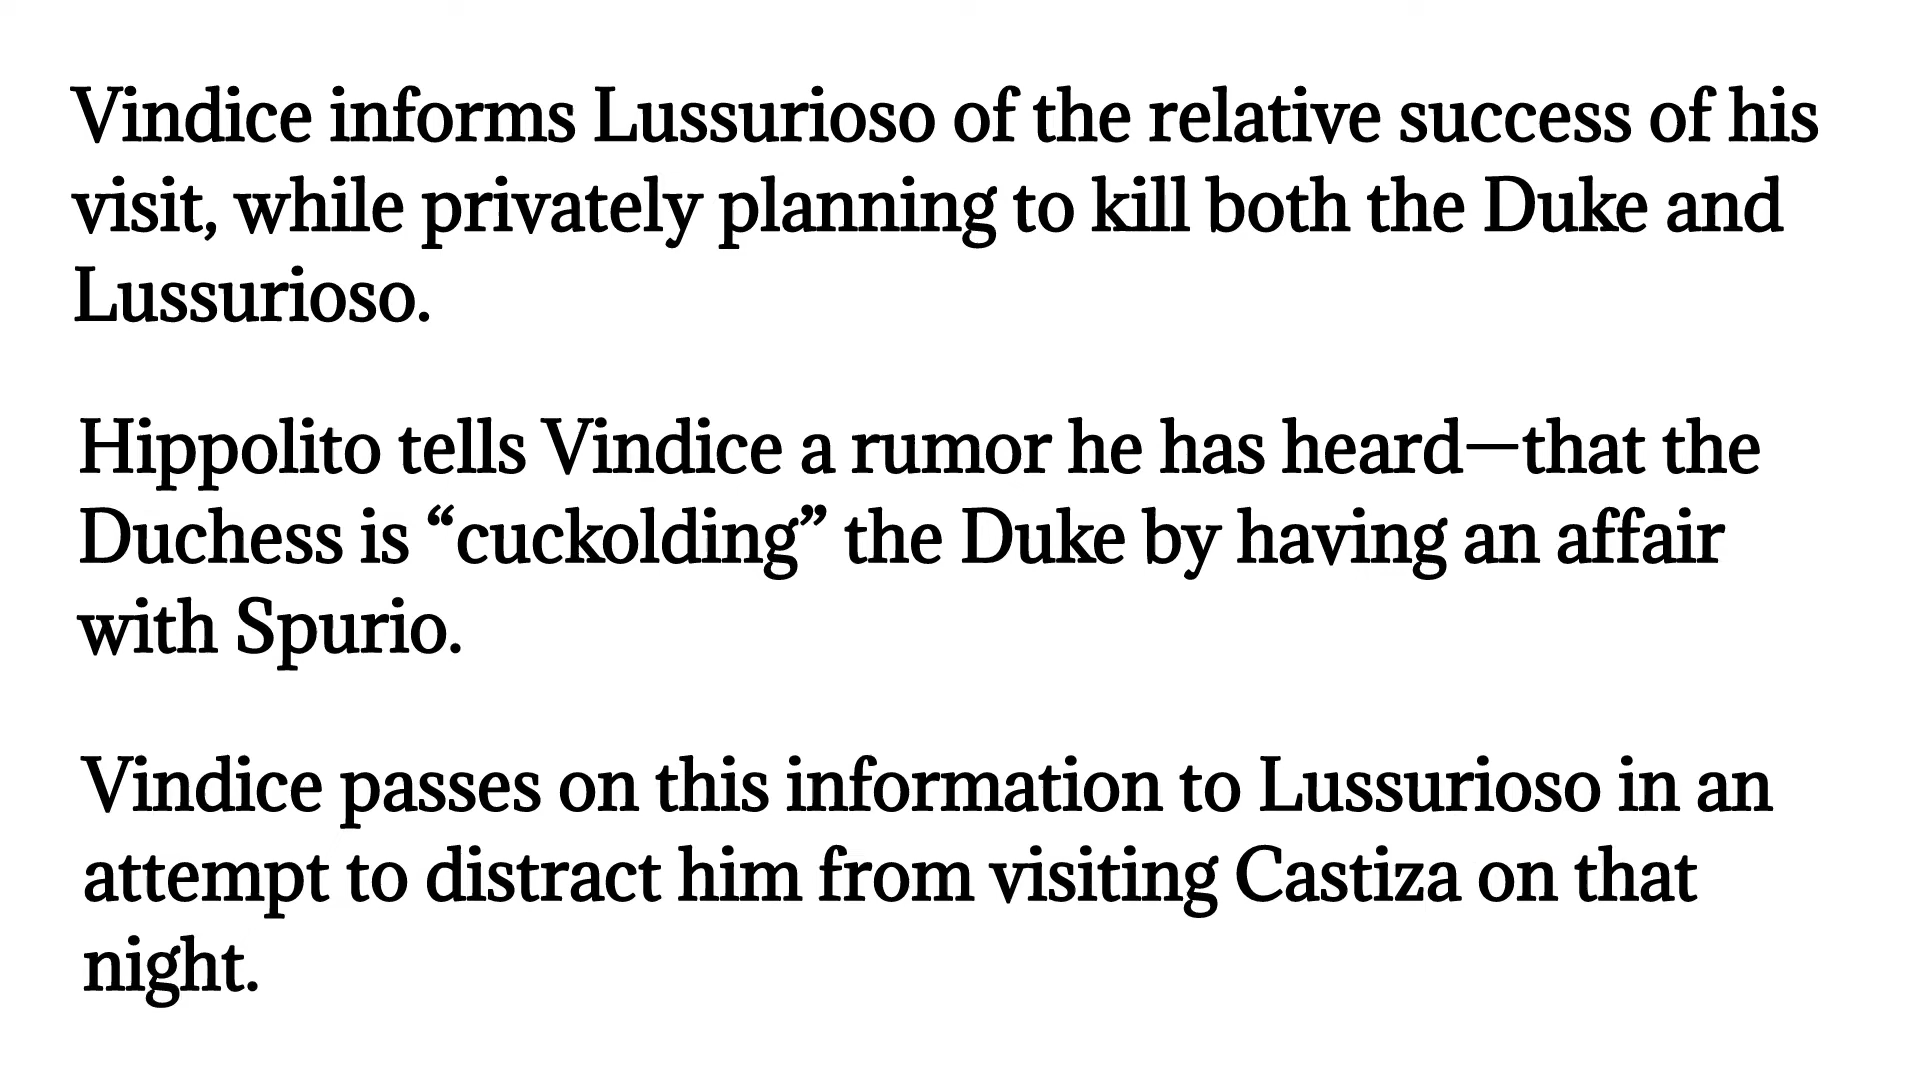 Vindice informs Lussurioso of the relative success of his
visit, while privately planning to kill both the Duke and
Lussurioso.
Hippolito tells Vindice a rumor he has heard—that the
Duchess is “cuckolding” the Duke by having an affair
with Spurio.
Vindice passes on this information to Lussurioso in an
attempt to distract him from visiting Castiza on that
night.